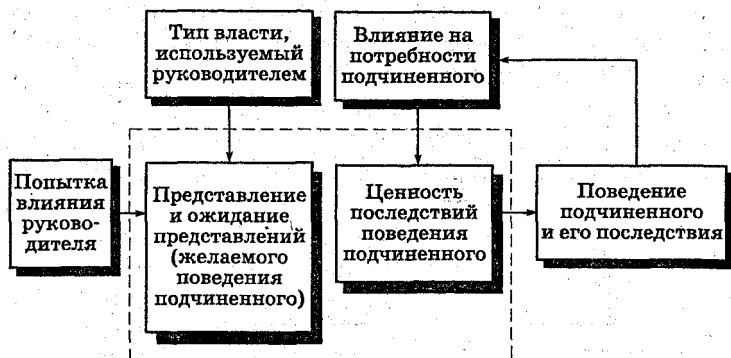 Тип власти,
используемый
руководителем
Влияние на
потребности
подчиненного
Попытка
влияния
руково-
дителя
Представление
и ожидание
представлений
(желаемого
поведения
подчиненного)
Ценность
последствий
поведения
подчиненного
Поведение
подчиненного
и его последствия